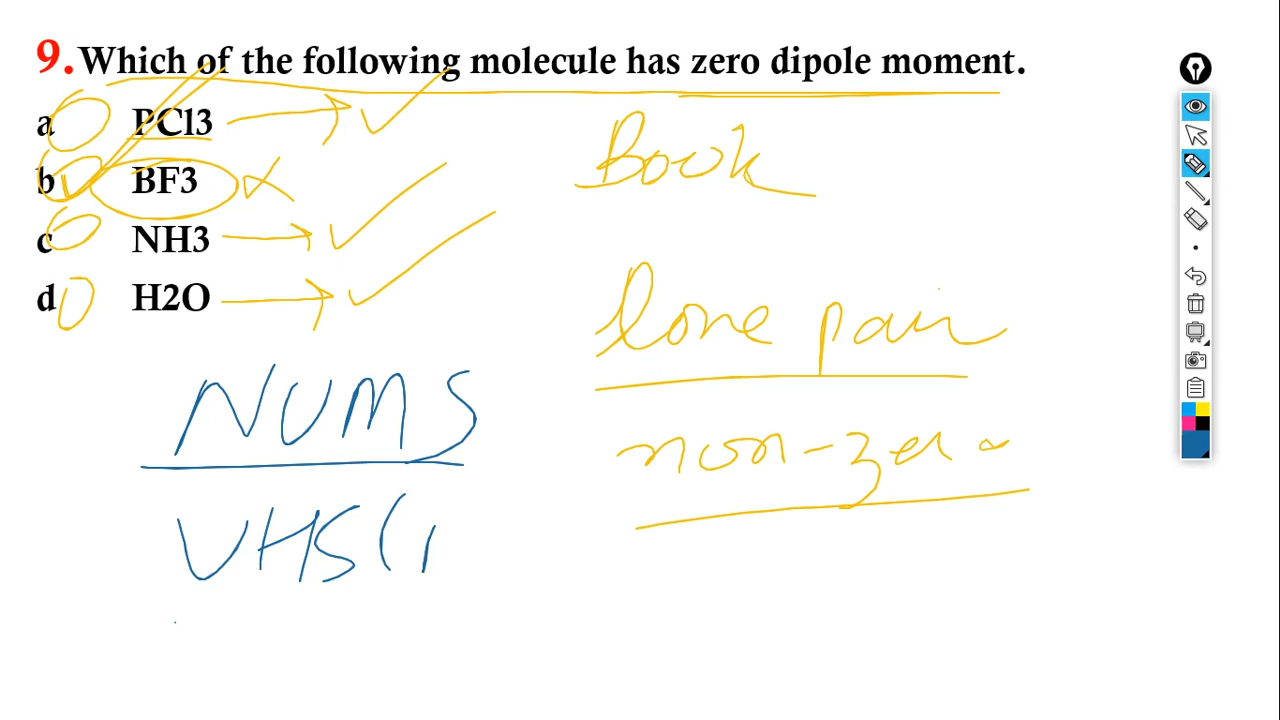 9. Which of the following molecule has zero dipole moment.
a PCl3
b BF3
c NH3
d H2O
Book
lone pair
non-zero
NUMS